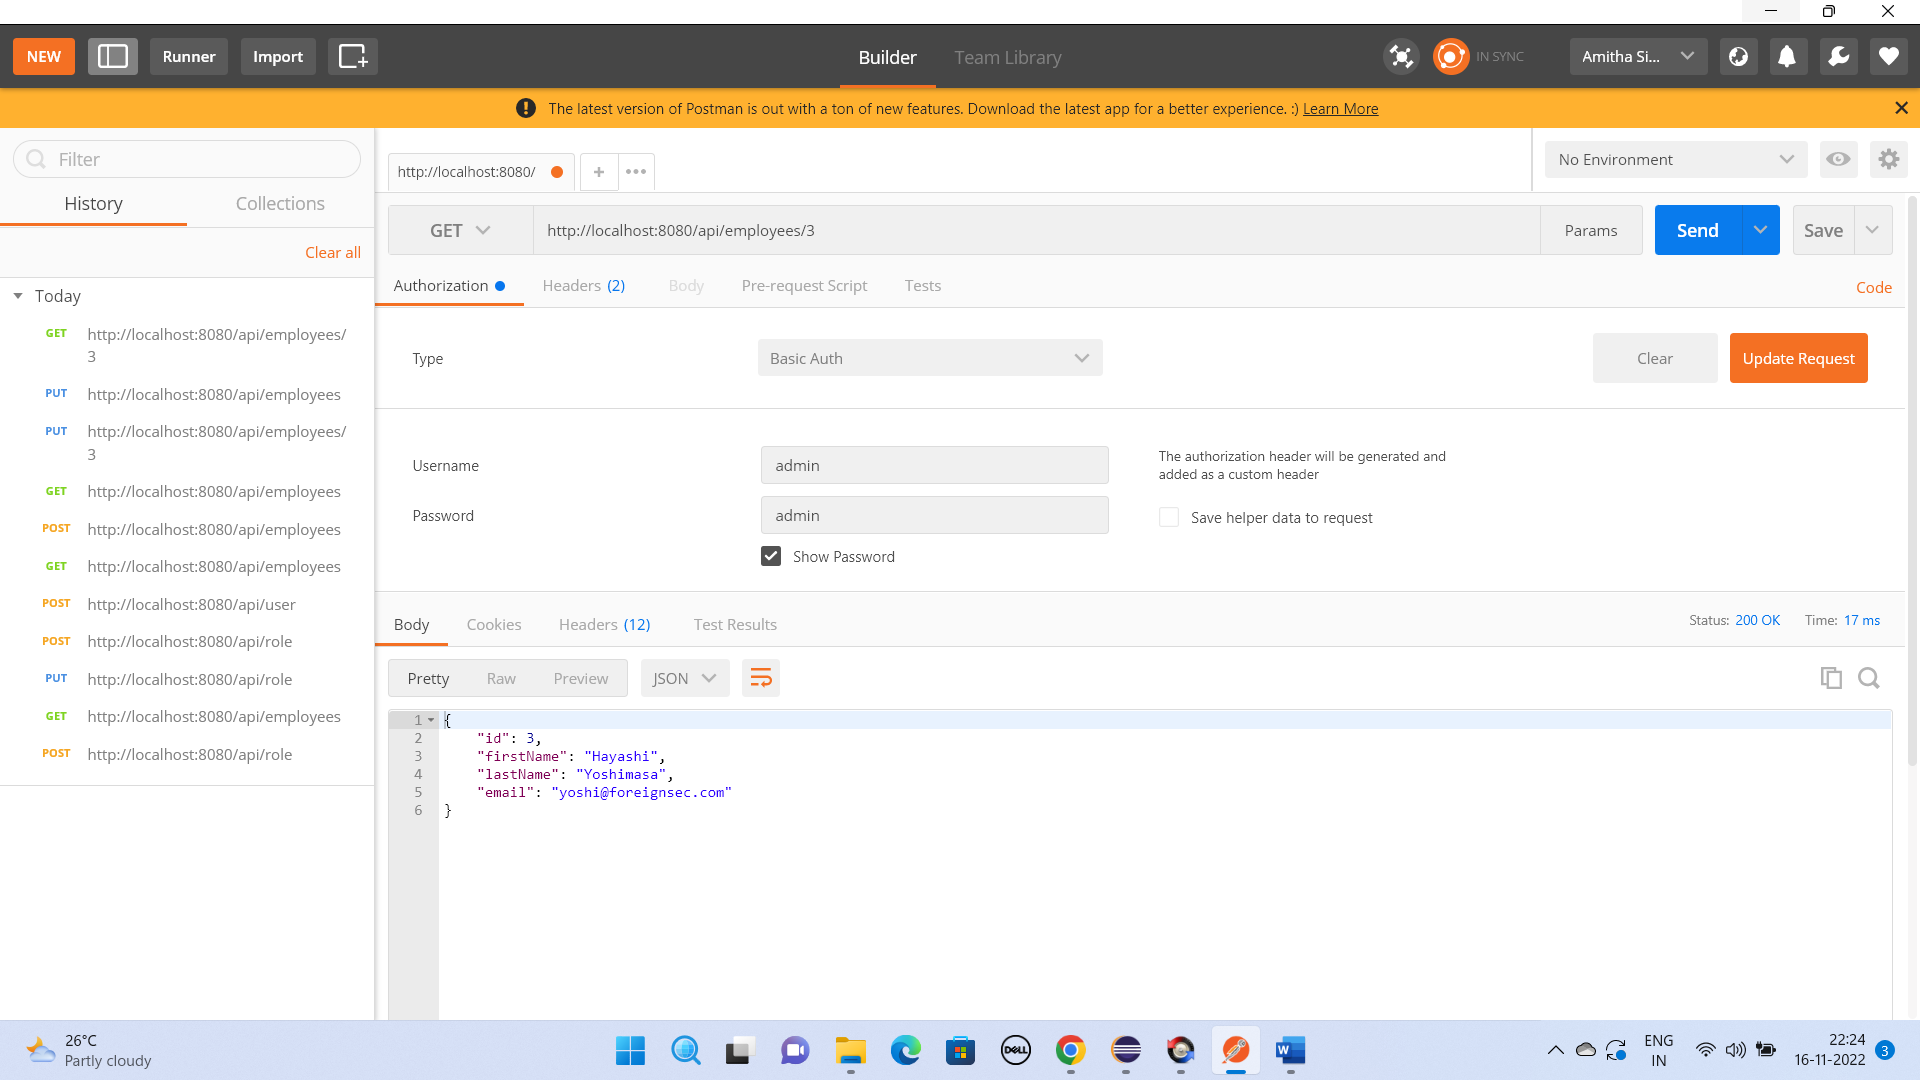 NEW
Runner
Import
Builder
Team Library
IN SYNC
Amitha Si...
The latest version of Postman is out with a ton of new features. Download the latest app for a better experience. :) Learn More
Filter
History
Collections
Clear all
Today
GET http://localhost:8080/api/employees/
3
PUT http://localhost:8080/api/employees
PUT http://localhost:8080/api/employees/
3
GET http://localhost:8080/api/employees
POST http://localhost:8080/api/employees
GET http://localhost:8080/api/employees
POST http://localhost:8080/api/user
POST http://localhost:8080/api/role
PUT http://localhost:8080/api/role
GET http://localhost:8080/api/employees
POST http://localhost:8080/api/role
http://localhost:8080/
No Environment
GET
http://localhost:8080/api/employees/3
Params
Send
Save
Authorization
Headers (2)
Body
Pre-request Script
Tests
Code
Type
Basic Auth
Clear
Update Request
Username
admin
The authorization header will be generated and
added as a custom header
Password
admin
Save helper data to request
Show Password
Body
Cookies
Headers (12)
Test Results
Status: 200 OK
Time: 17 ms
Pretty
Raw
Preview
JSON
1 {
2 "id": 3,
3 "firstName": "Hayashi",
4 "lastName": "Yoshimasa",
5 "email": "yoshi@foreignsec.com"
6 }
26°C
Partly cloudy
DELL
W
ENG
IN
22:24
16-11-2022
3